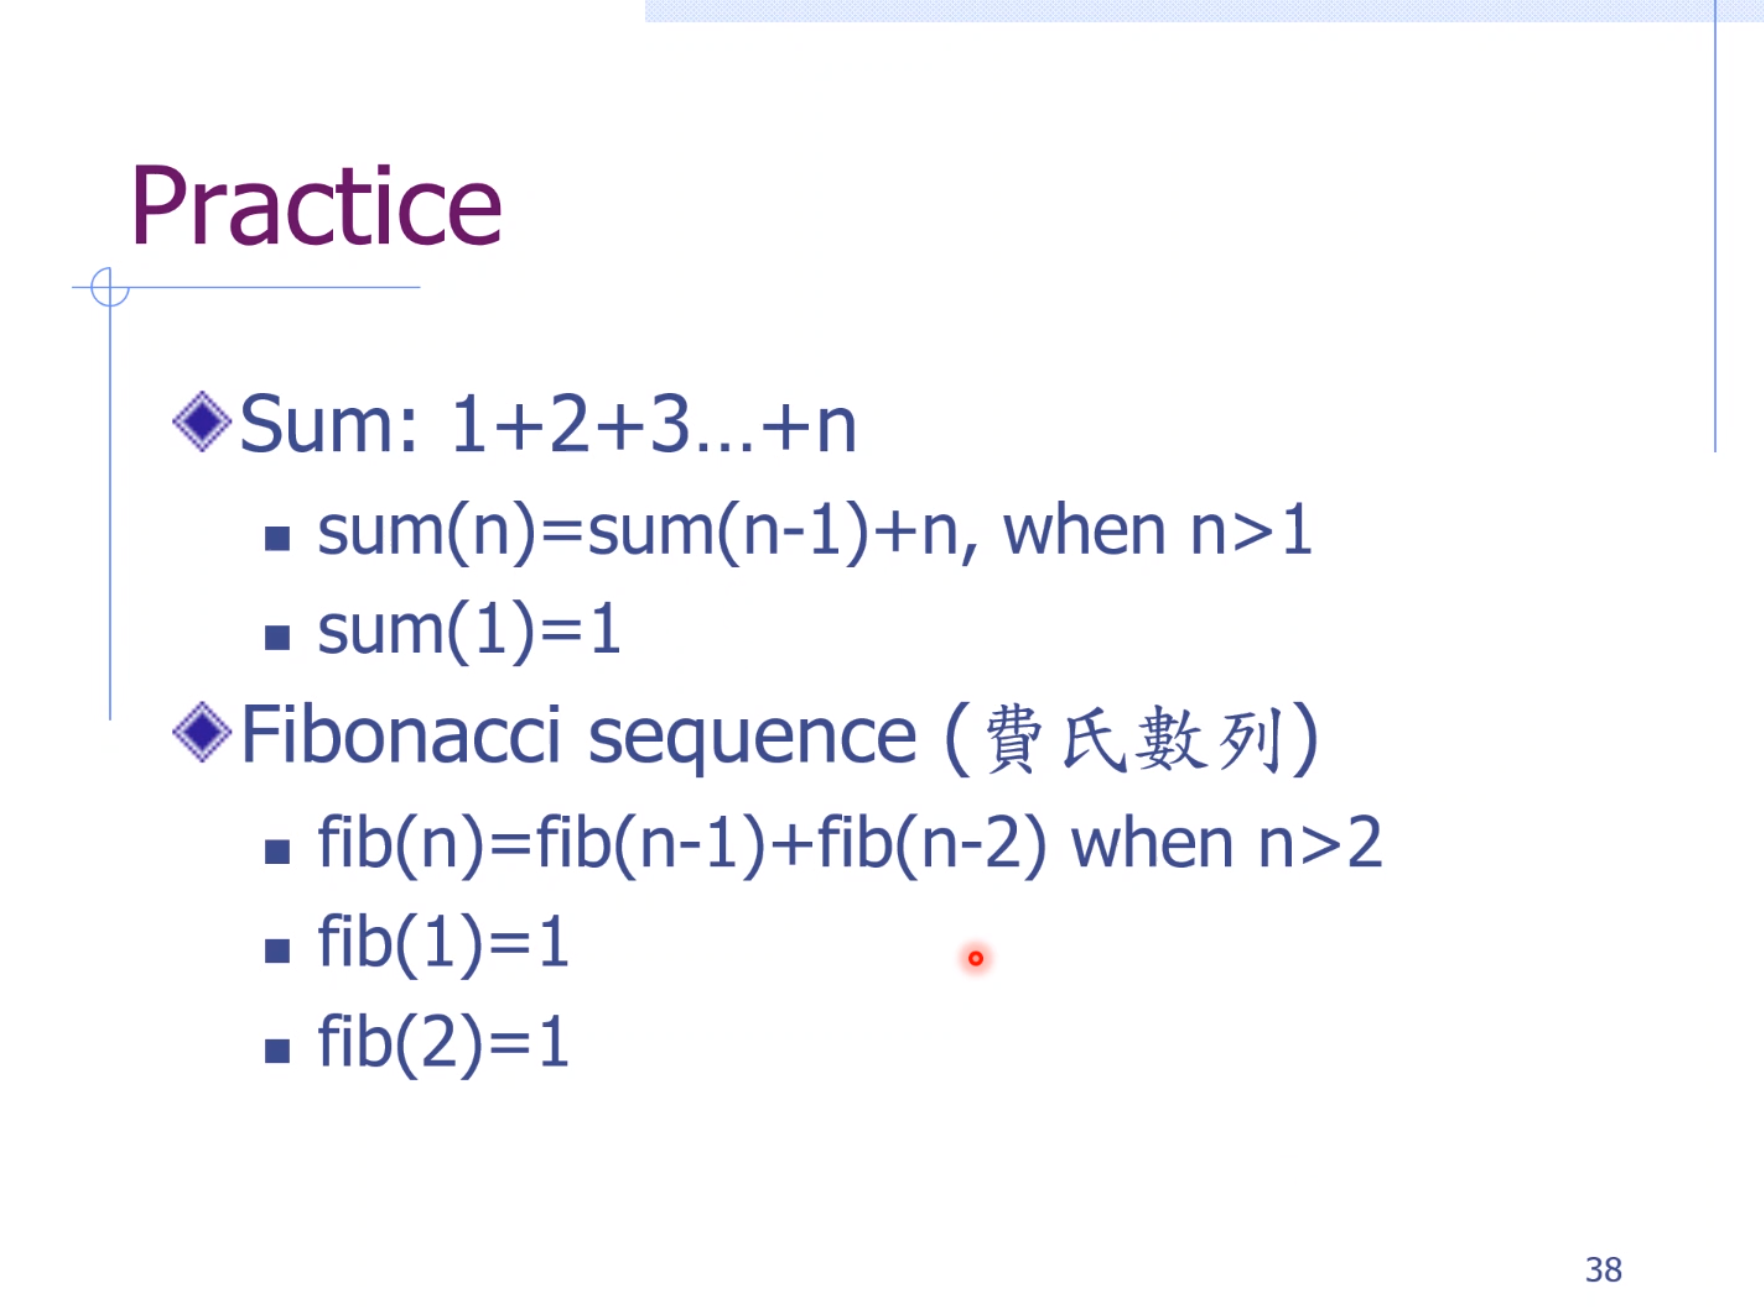 Practice
Sum: 1+2+3…+n
sum(n)=sum(n-1)+n, when n>1
sum(1)=1
Fibonacci sequence (費氏數列)
fib(n)=fib(n-1)+fib(n-2) when n>2
fib(1)=1
fib(2)=1
38